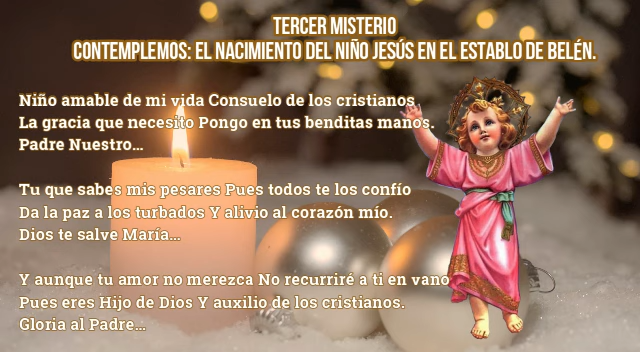 TERCER MISTERIO
CONTEMPLEMOS: EL NACIMIENTO DEL NIÑO JESÚS EN EL ESTABLO DE BELÉN.
Niño amable de mi vida Consuelo de los cristianos
La gracia que necesito Pongo en tus benditas manos.
Padre Nuestro...
Tu que sabes mis pesares Pues todos te los confío
Da la paz a los turbados Y alivio al corazón mío.
Dios te salve María...
Y aunque tu amor no merezca No recurriré a ti en vano
Pues eres Hijo de Dios Y auxilio de los cristianos.
Gloria al Padre...